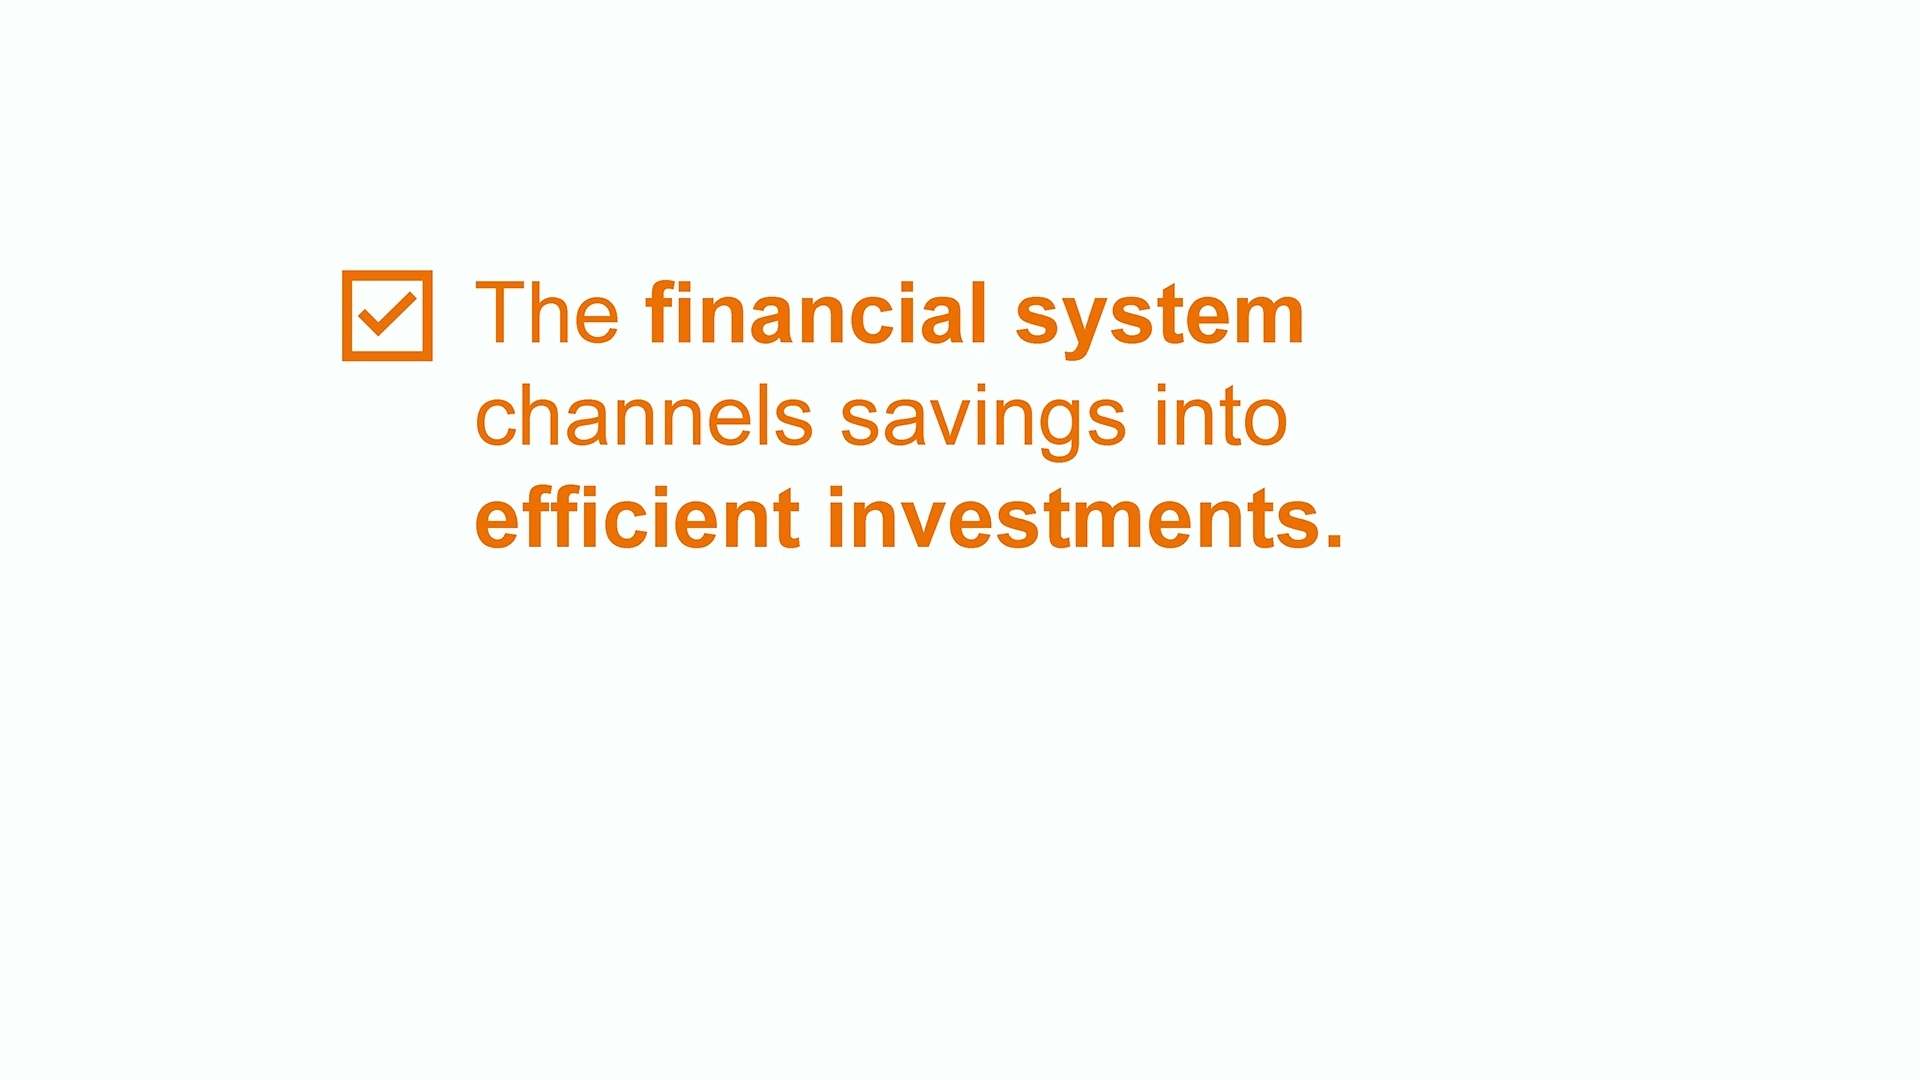 The financial system
channels savings into
efficient investments.